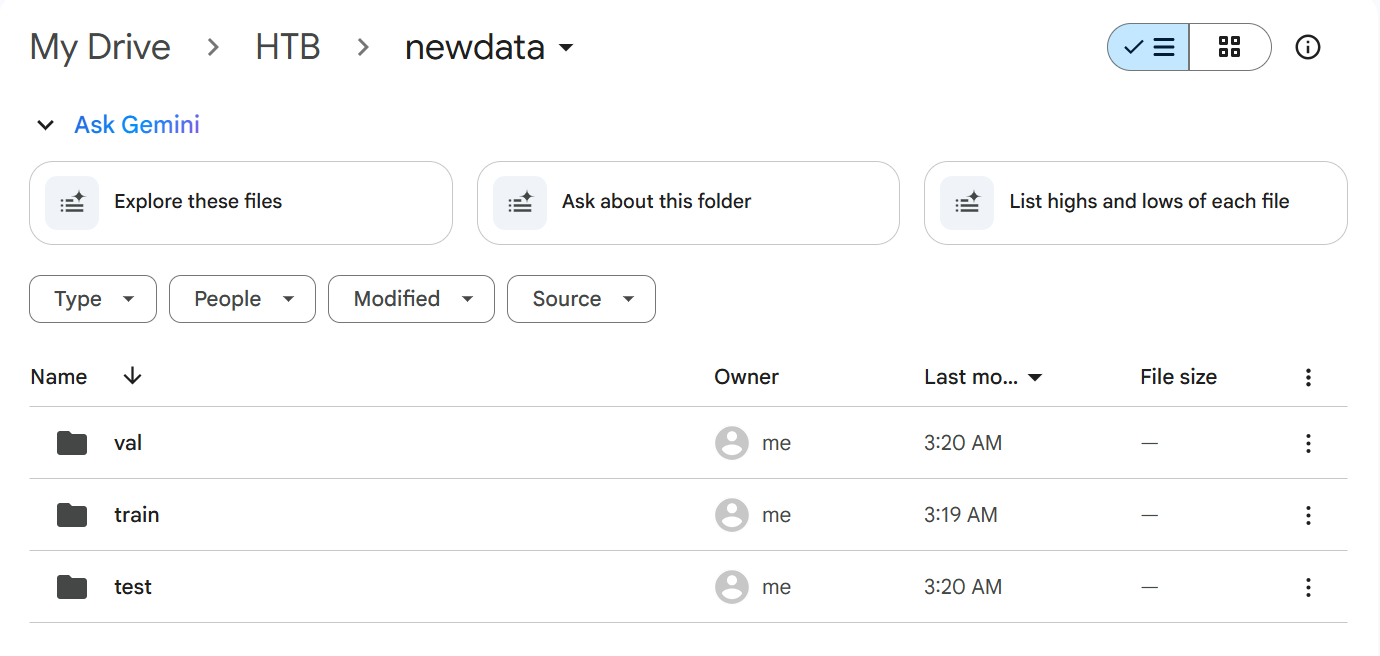 My Drive > HTB > newdata
Ask Gemini
Explore these files
Ask about this folder
List highs and lows of each file
Type People Modified Source
Name Owner Last mo... File size
val me 3:20 AM —
train me 3:19 AM —
test me 3:20 AM —